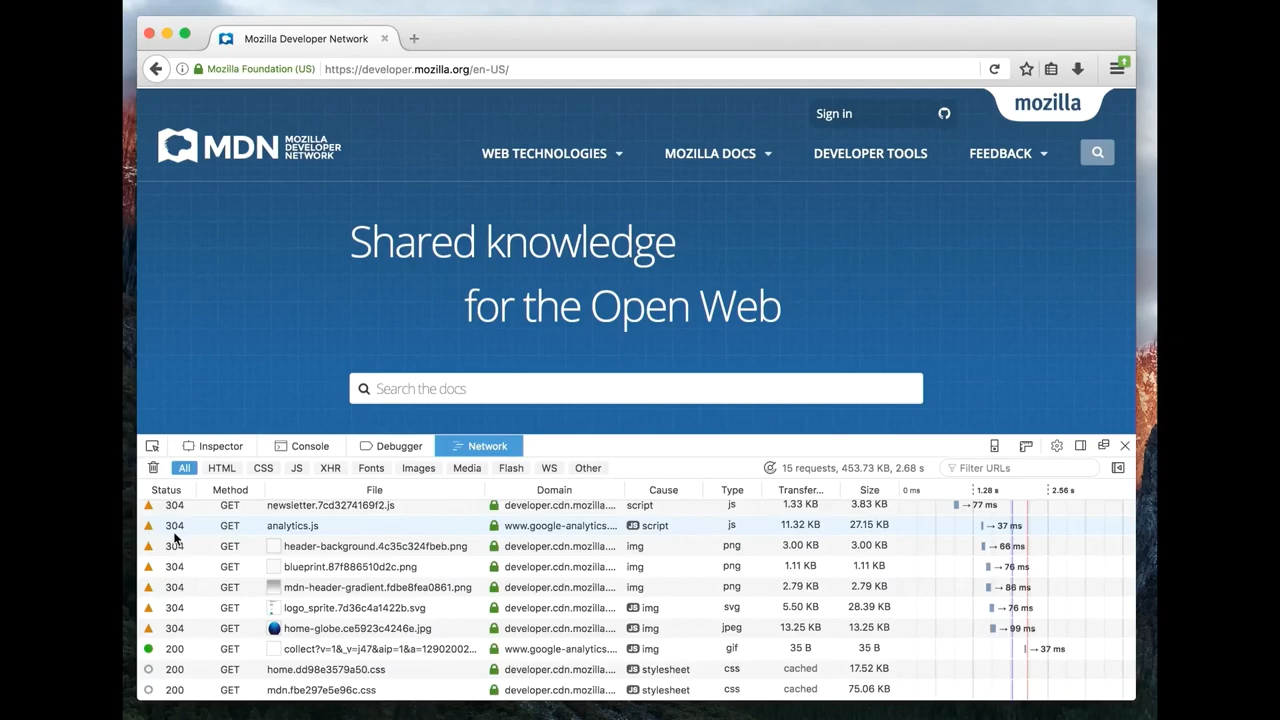 Mozilla Developer Network
Mozilla Foundation (US) https://developer.mozilla.org/en-US/
Sign in
mozilla
MDN MOZILLA DEVELOPER NETWORK
WEB TECHNOLOGIES MOZILLA DOCS DEVELOPER TOOLS FEEDBACK
Shared knowledge
for the Open Web
Search the docs
Inspector Console Debugger Network
All HTML CSS JS XHR Fonts Images Media Flash WS Other 15 requests, 453.73 KB, 2.68 s Filter URLs
Status Method File Domain Cause Type Transfer... Size 0 ms 1.28 s 2.56 s
304 GET newsletter.7cd3274169f2.js developer.cdn.mozilla... script js 1.33 KB 3.83 KB → 77 ms
304 GET analytics.js www.google-analytics.... JS script js 11.32 KB 27.15 KB → 37 ms
304 GET header-background.4c35c324fbeb.png developer.cdn.mozilla... img png 3.00 KB 3.00 KB → 66 ms
304 GET blueprint.87f886510d2c.png developer.cdn.mozilla... img png 1.11 KB 1.11 KB → 76 ms
304 GET mdn-header-gradient.fdbe8fea0861.png developer.cdn.mozilla... img png 2.79 KB 2.79 KB → 86 ms
304 GET logo_sprite.7d36c4a1422b.svg developer.cdn.mozilla... JS img svg 5.50 KB 28.39 KB → 76 ms
304 GET home-globe.ce5923c4246e.jpg developer.cdn.mozilla... JS img jpeg 13.25 KB 13.25 KB → 99 ms
200 GET collect?v=1&_v=j47&aip=1&a=12902002... www.google-analytics.... JS img gif 35 B 35 B → 37 ms
200 GET home.dd98e3579a50.css developer.cdn.mozilla... JS stylesheet css cached 17.52 KB
200 GET mdn.fbe297e5e96c.css developer.cdn.mozilla... JS stylesheet css cached 75.06 KB